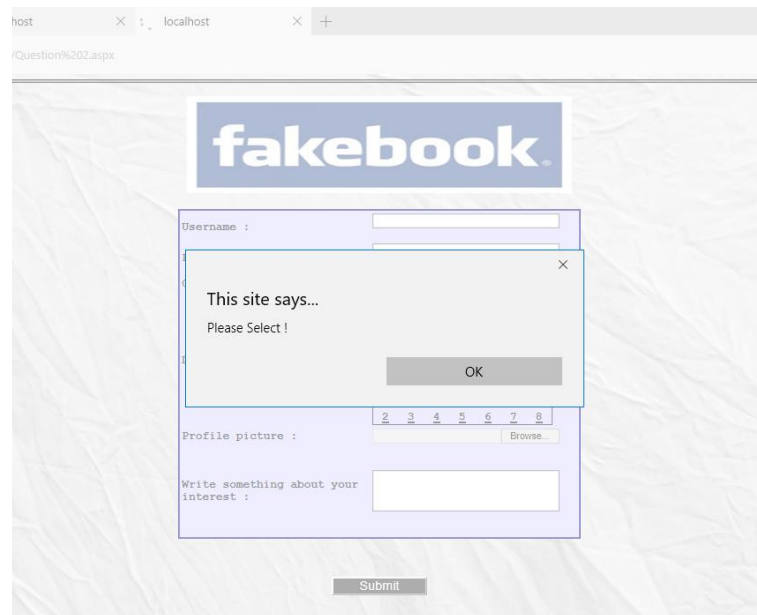 host
localhost
/Question%202.aspx
fakebook.
Username :
This site says...
Please Select !
OK
2 3 4 5 6 7 8
Profile picture :
Browse...
Write something about your
interest :
Submit